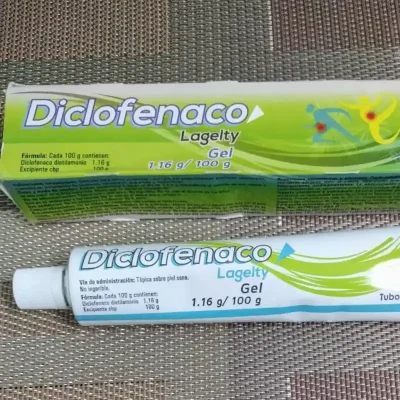 Diclofenaco
Lagelty
Gel
1.16 g/ 100 g
Fórmula: Cada 100 g contienen:
Diclofenaco dietilamonio 1.16 g
Excipiente cbp 100 g
Diclofenaco
Lagelty
Gel
1.16 g/ 100 g
Vía de administración: Tópica sobre piel sana.
No ingerible.
Fórmula: Cada 100 g contienen:
Diclofenaco dietilamonio 1.16 g
Excipiente cbp 100 g
Tubo